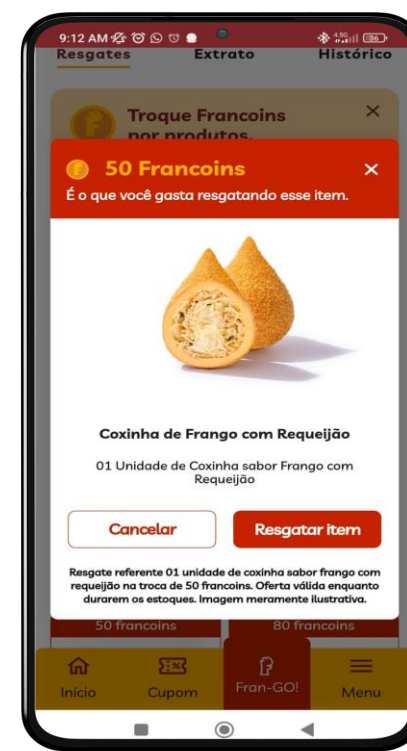 9:12 AM
4.50
36
Resgates Extrato Histórico
Troque Francoins
por produtos.
50 Francoins
É o que você gasta resgatando esse item.
Coxinha de Frango com Requeijão
01 Unidade de Coxinha sabor Frango com
Requeijão
Cancelar Resgatar item
Resgate referente 01 unidade de coxinha sabor frango com
requeijão na troca de 50 francoins. Oferta válida enquanto
durarem os estoques. Imagem meramente ilustrativa.
50 francoins 80 francoins
Início Cupom Fran-GO! Menu